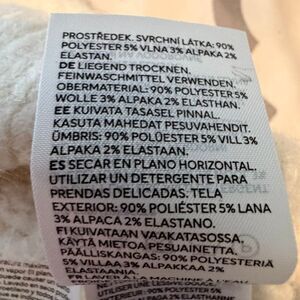 PROSTŘEDEK. SVRCHNÍ LÁTKA: 90%
POLYESTER 5% VLNA 3% ALPAKA 2%
ELASTAN.
DE LIEGEND TROCKNEN.
FEINWASCHMITTEL VERWENDEN.
OBERMATERIAL: 90% POLYESTER 5%
WOLLE 3% ALPAKA 2% ELASTHAN.
EE KUIVATA TASASEL PINNAL.
KASUTA MAHEDAT PESUVAHENDIT.
ÜMBRIS: 90% POLÜESTER 5% VILL 3%
ALPAKA 2% ELASTAAN.
ES SECAR EN PLANO HORIZONTAL.
UTILIZAR UN DETERGENTE PARA
PRENDAS DELICADAS. TELA
EXTERIOR: 90% POLIÉSTER 5% LANA
3% ALPACA 2% ELASTANO.
FI KUIVATAAN VAAKATASOSSA.
KÄYTÄ MIETOA PESUAINETTA.
PÄÄLLISKANGAS: 90% POLYESTERIÄ
5% VILLAA 3% ALPAKKAA 2%
ELASTAANIA.